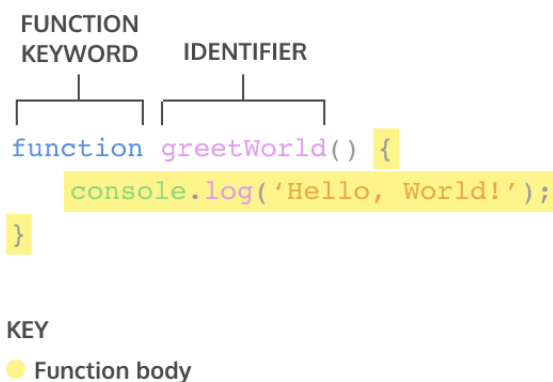 FUNCTION
KEYWORD
IDENTIFIER
function greetWorld() {
console.log(‘Hello, World!’);
}
KEY
Function body